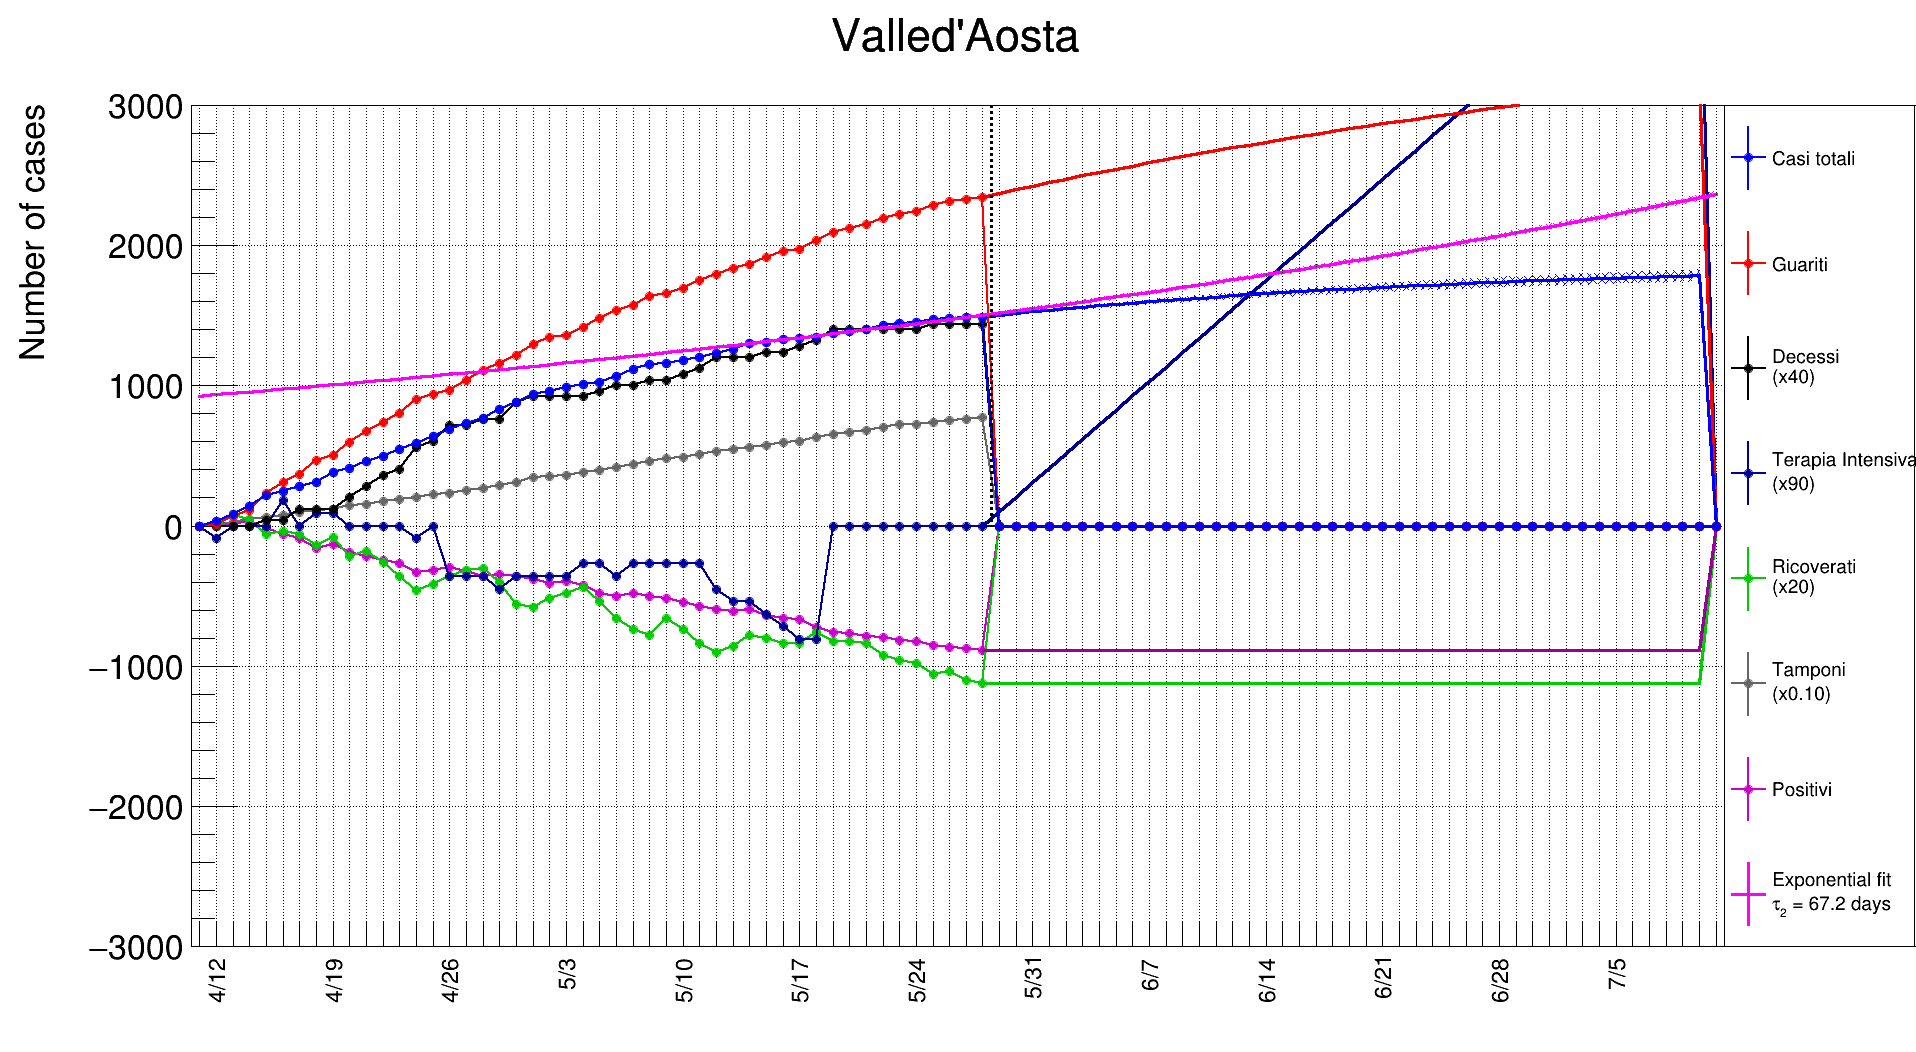 Valled'Aosta
Number of cases
3000
2000
1000
0
−1000
−2000
−3000
4/12
4/19
4/26
5/3
5/10
5/17
5/24
5/31
6/7
6/14
6/21
6/28
7/5
Casi totali
Guariti
Decessi
(x40)
Terapia Intensiva
(x90)
Ricoverati
(x20)
Tamponi
(x0.10)
Positivi
Exponential fit
τ2 = 67.2 days